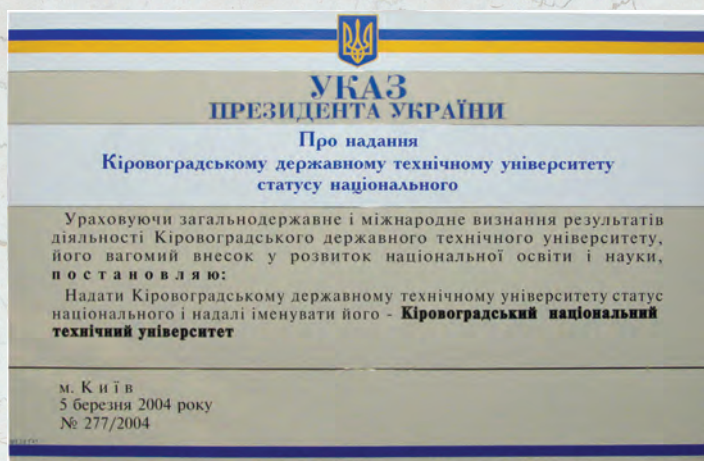 УКАЗ
ПРЕЗИДЕНТА УКРАЇНИ
Про надання
Кіровоградському державному технічному університету
статусу національного
Ураховуючи загальнодержавне і міжнародне визнання результатів
діяльності Кіровоградського державного технічного університету,
його вагомий внесок у розвиток національної освіти і науки,
п о с т а н о в л я ю:
Надати Кіровоградському державному технічному університету статус
національного і надалі іменувати його - Кіровоградський національний
технічний університет
м. К и ї в
5 березня 2004 року
№ 277/2004